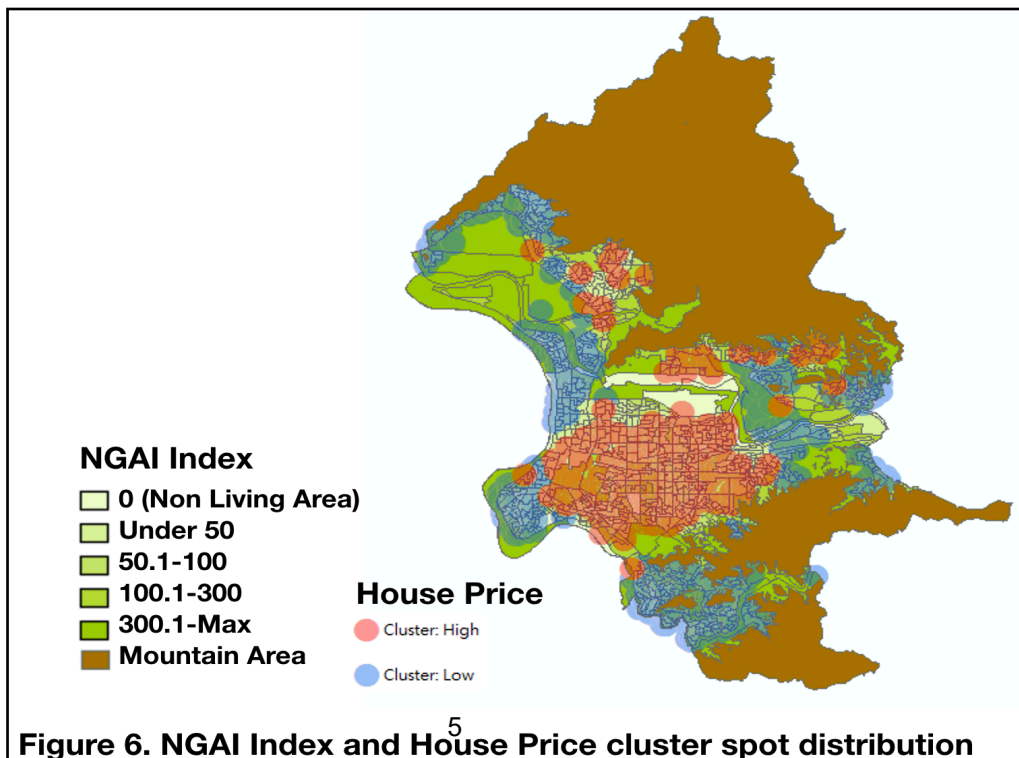 NGAI Index
0 (Non Living Area)
Under 50
50.1-100
100.1-300
300.1-Max
Mountain Area
House Price
Cluster: High
Cluster: Low
5
Figure 6. NGAI Index and House Price cluster spot distribution